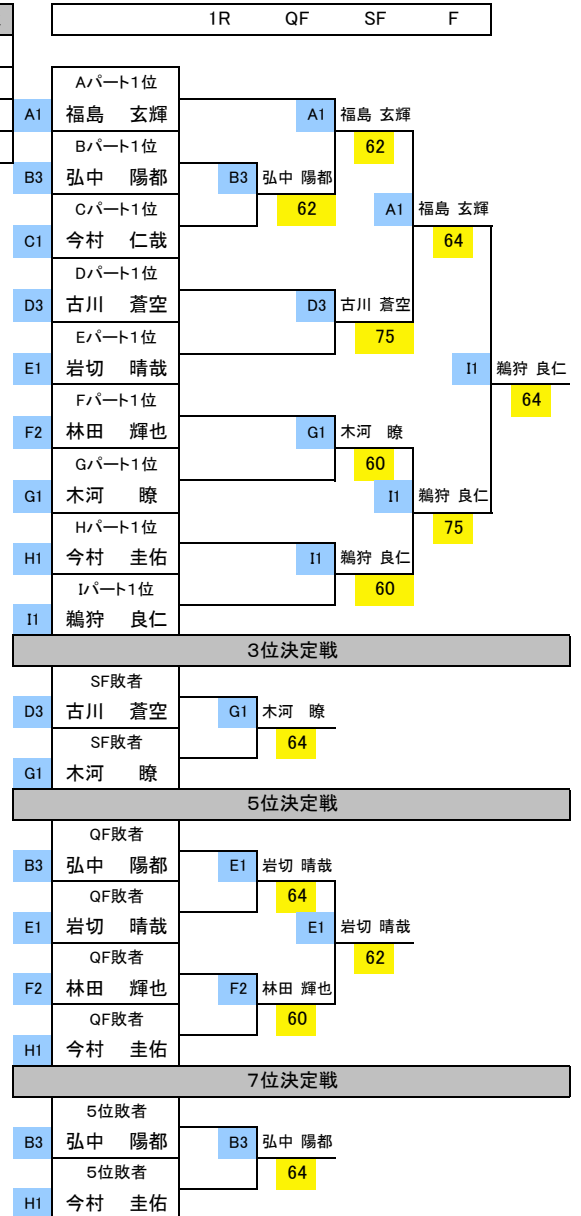 1R QF SF F
Aパート1位
A1 福島 玄輝 A1 福島 玄輝
Bパート1位 62
B3 弘中 陽都 B3 弘中 陽都
Cパート1位 62 A1 福島 玄輝
C1 今村 仁哉 64
Dパート1位
D3 古川 蒼空 D3 古川 蒼空
Eパート1位 75
E1 岩切 晴哉 I1 鵜狩 良仁
Fパート1位 64
F2 林田 輝也 G1 木河 瞭
Gパート1位 60
G1 木河 瞭 I1 鵜狩 良仁
Hパート1位 75
H1 今村 圭佑 I1 鵜狩 良仁
Iパート1位 60
I1 鵜狩 良仁
3位決定戦
SF敗者
D3 古川 蒼空 G1 木河 瞭
SF敗者 64
G1 木河 瞭
5位決定戦
QF敗者
B3 弘中 陽都 E1 岩切 晴哉
QF敗者 64
E1 岩切 晴哉 E1 岩切 晴哉
QF敗者 62
F2 林田 輝也 F2 林田 輝也
QF敗者 60
H1 今村 圭佑
7位決定戦
5位敗者
B3 弘中 陽都 B3 弘中 陽都
5位敗者 64
H1 今村 圭佑